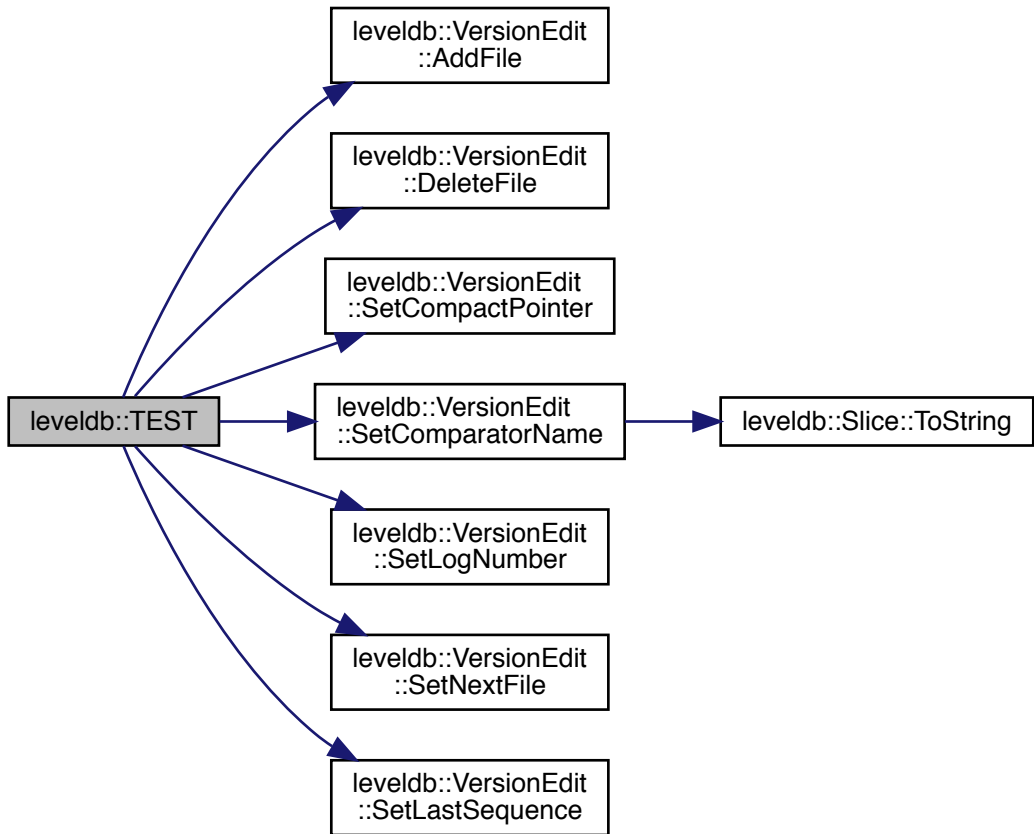 leveldb::VersionEdit
::AddFile
leveldb::VersionEdit
::DeleteFile
leveldb::VersionEdit
::SetCompactPointer
leveldb::TEST
leveldb::VersionEdit
::SetComparatorName
leveldb::Slice::ToString
leveldb::VersionEdit
::SetLogNumber
leveldb::VersionEdit
::SetNextFile
leveldb::VersionEdit
::SetLastSequence